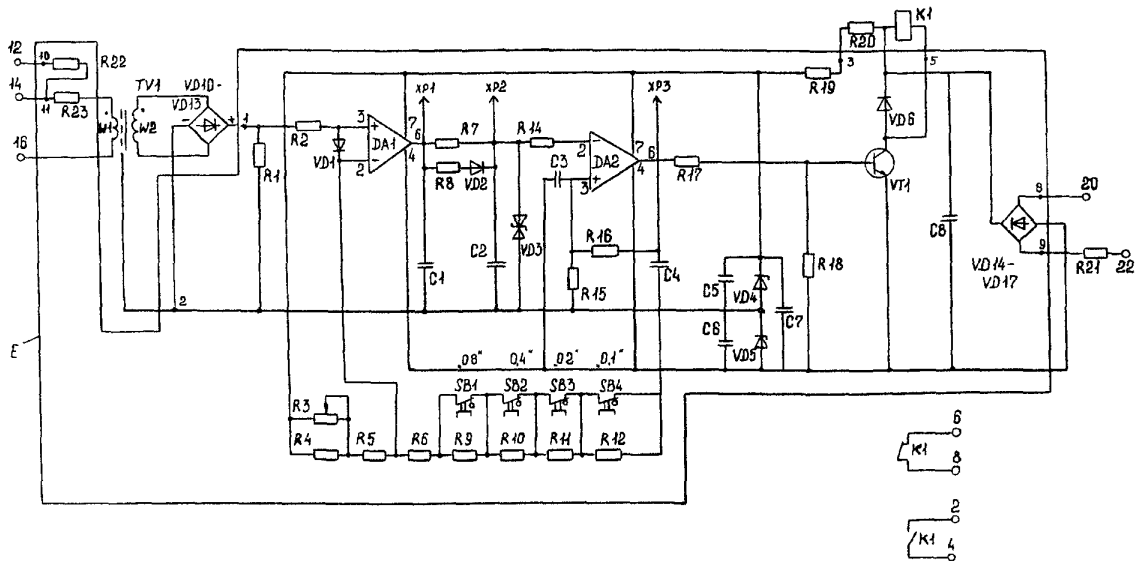 12
10
R22
14
11
R23
16
TV1
W1
W2
VD10-
VD13
-
+
1
2
R1
R2
VD1
3
+
DA1
-
2
7
6
4
XP1
R7
R8
VD2
XP2
R14
C1
C2
VD3
C3
2
-
DA2
+
3
7
6
4
XP3
R16
R15
C4
R17
R18
R19
3
R20
K1
5
VD6
VT1
C5
VD4
C6
VD5
C7
C8
VD14-
VD17
8
20
9
R21
22
E
„0,8"
„0,4"
„0,2"
„0,1"
SB1
SB2
SB3
SB4
R3
R4
R5
R6
R9
R10
R11
R12
6
K1
8
2
K1
4